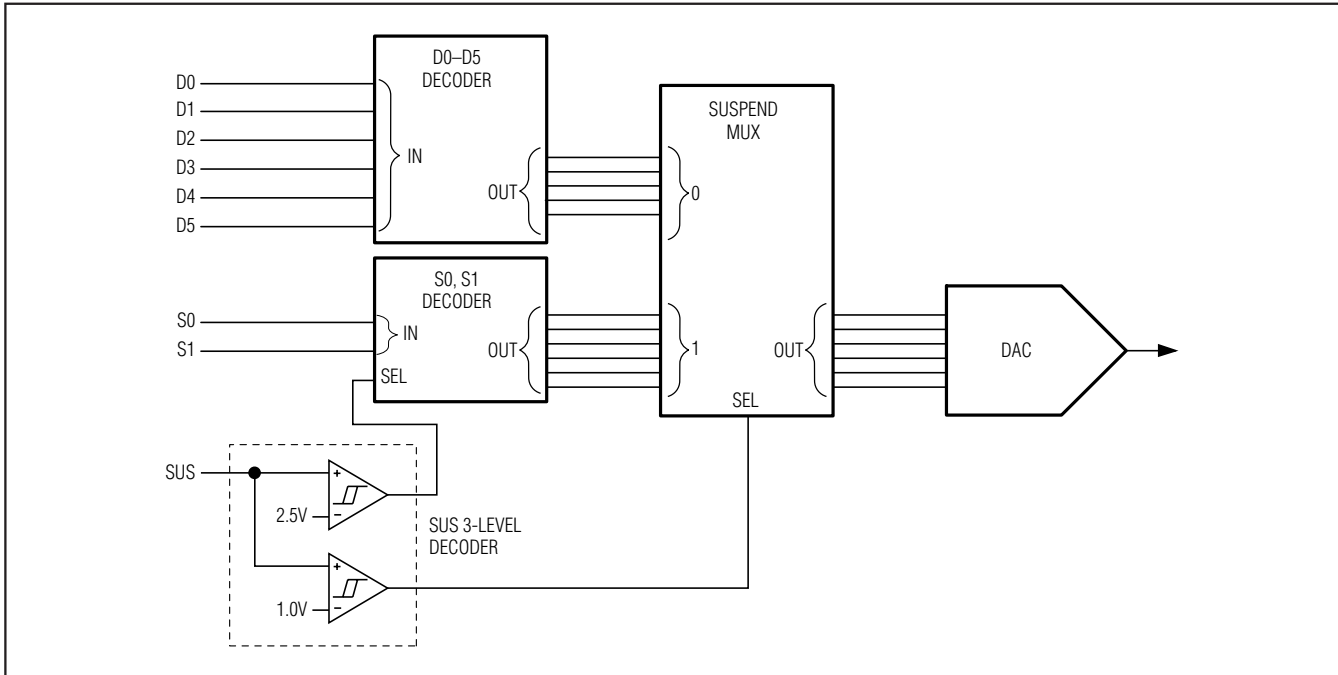 D0–D5
DECODER
D0
D1
D2
D3
D4
D5
IN
OUT
SUSPEND
MUX
0
S0, S1
DECODER
S0
S1
IN
SEL
OUT
1
OUT
SEL
DAC
SUS
+
2.5V
–
SUS 3-LEVEL
DECODER
+
1.0V
–